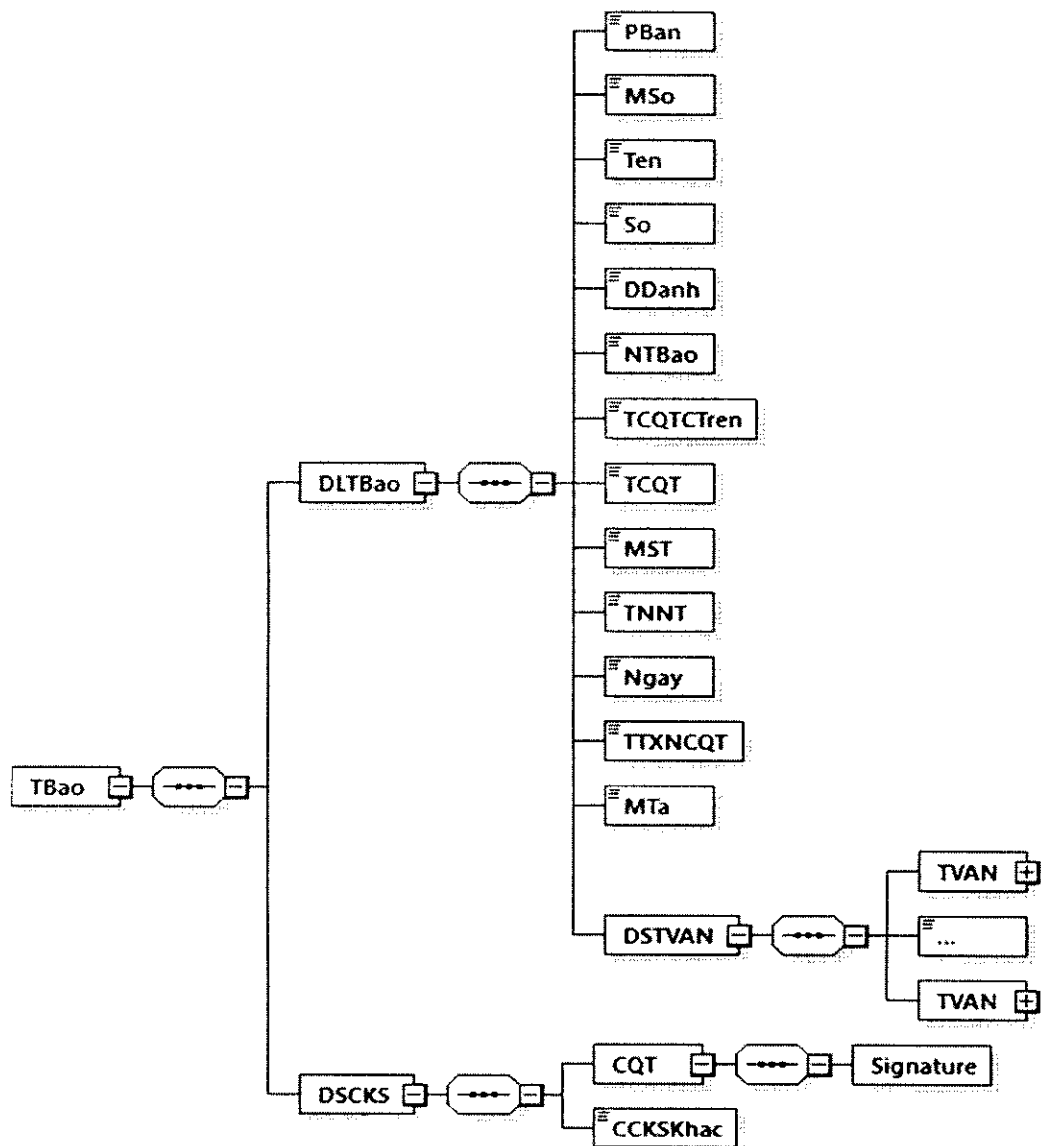 PBan
MSo
Ten
So
DDanh
NTBao
TCQTCTren
DLTBao
TCQT
MST
TNNT
Ngay
TTXNCQT
TBao
MTa
TVAN
DSTVAN
...
TVAN
CQT
Signature
DSCKS
CCKSKhac